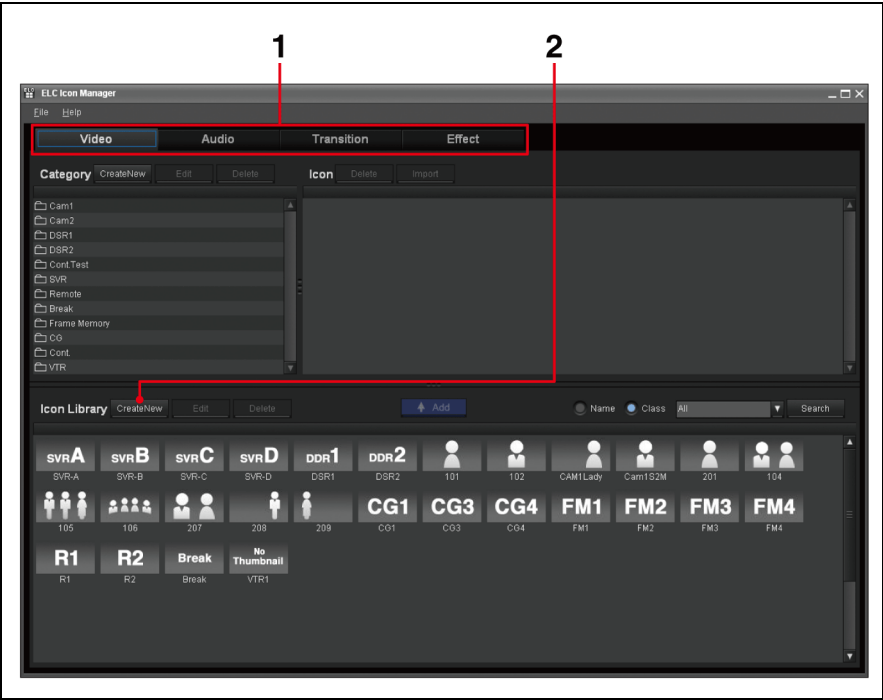 1 2
ELC ELC Icon Manager
File Help
Video Audio Transition Effect
Category CreateNew Edit Delete Icon Delete Import
Cam1
Cam2
DSR1
DSR2
Cont.Test
SVR
Remote
Break
Frame Memory
CG
Cont.
VTR
Icon Library CreateNew Edit Delete Add Name Class All Search
SVRA SVRB SVRC SVRD DDR1 DDR2
SVR-A SVR-B SVR-C SVR-D DSR1 DSR2 101 102 CAM1Lady Cam1S2M 201 104
CG1 CG3 CG4 FM1 FM2 FM3 FM4
105 106 207 208 209 CG1 CG3 CG4 FM1 FM2 FM3 FM4
R1 R2 Break No Thumbnail
R1 R2 Break VTR1